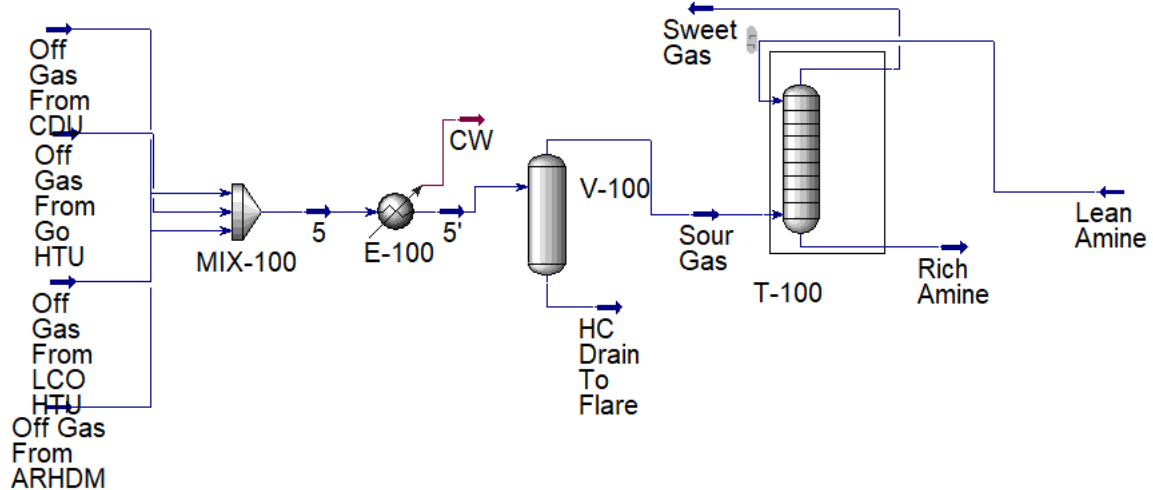 Off
Gas
From
CDU
Off
Gas
From
Go
HTU
Off
Gas
From
LCO
HTU
Off Gas
From
ARHDM
MIX-100
5
E-100
5'
CW
V-100
HC
Drain
To
Flare
Sour
Gas
Sweet
Gas
T-100
Rich
Amine
Lean
Amine